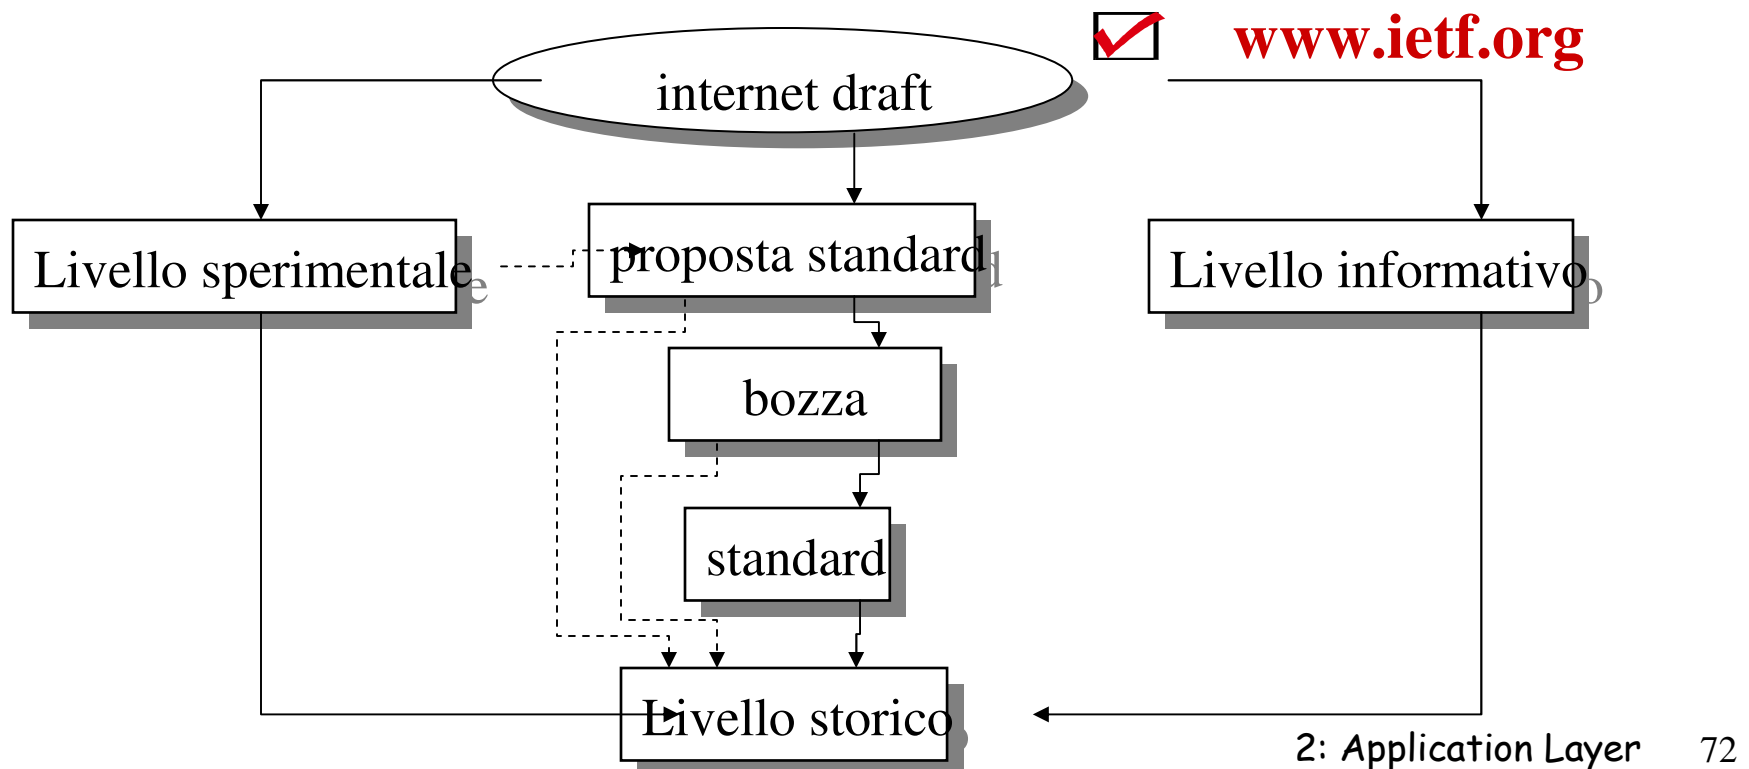 www.ietf.org
internet draft
Livello sperimentale
proposta standard
Livello informativo
bozza
standard
Livello storico
2: Application Layer 72